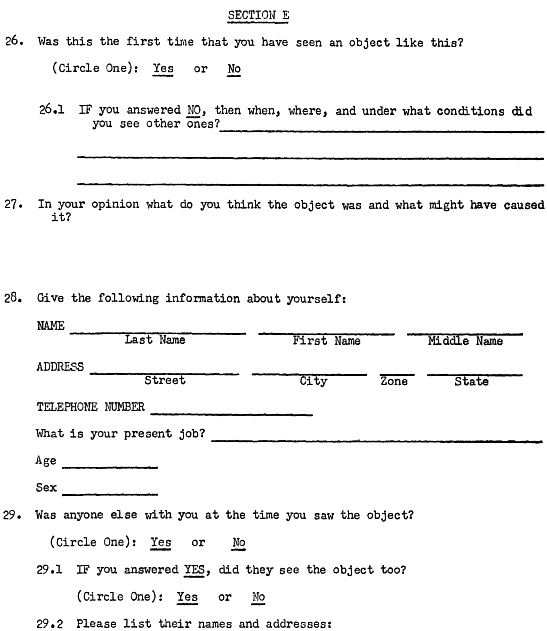 SECTION E
26. Was this the first time that you have seen an object like this?
(Circle One): Yes or No
26.1 IF you answered NO, then when, where, and under what conditions did
you see other ones?
27. In your opinion what do you think the object was and what might have caused
it?
28. Give the following information about yourself:
NAME
Last Name First Name Middle Name
ADDRESS
Street City Zone State
TELEPHONE NUMBER
What is your present job?
Age
Sex
29. Was anyone else with you at the time you saw the object?
(Circle One): Yes or No
29.1 IF you answered YES, did they see the object too?
(Circle One): Yes or No
29.2 Please list their names and addresses: